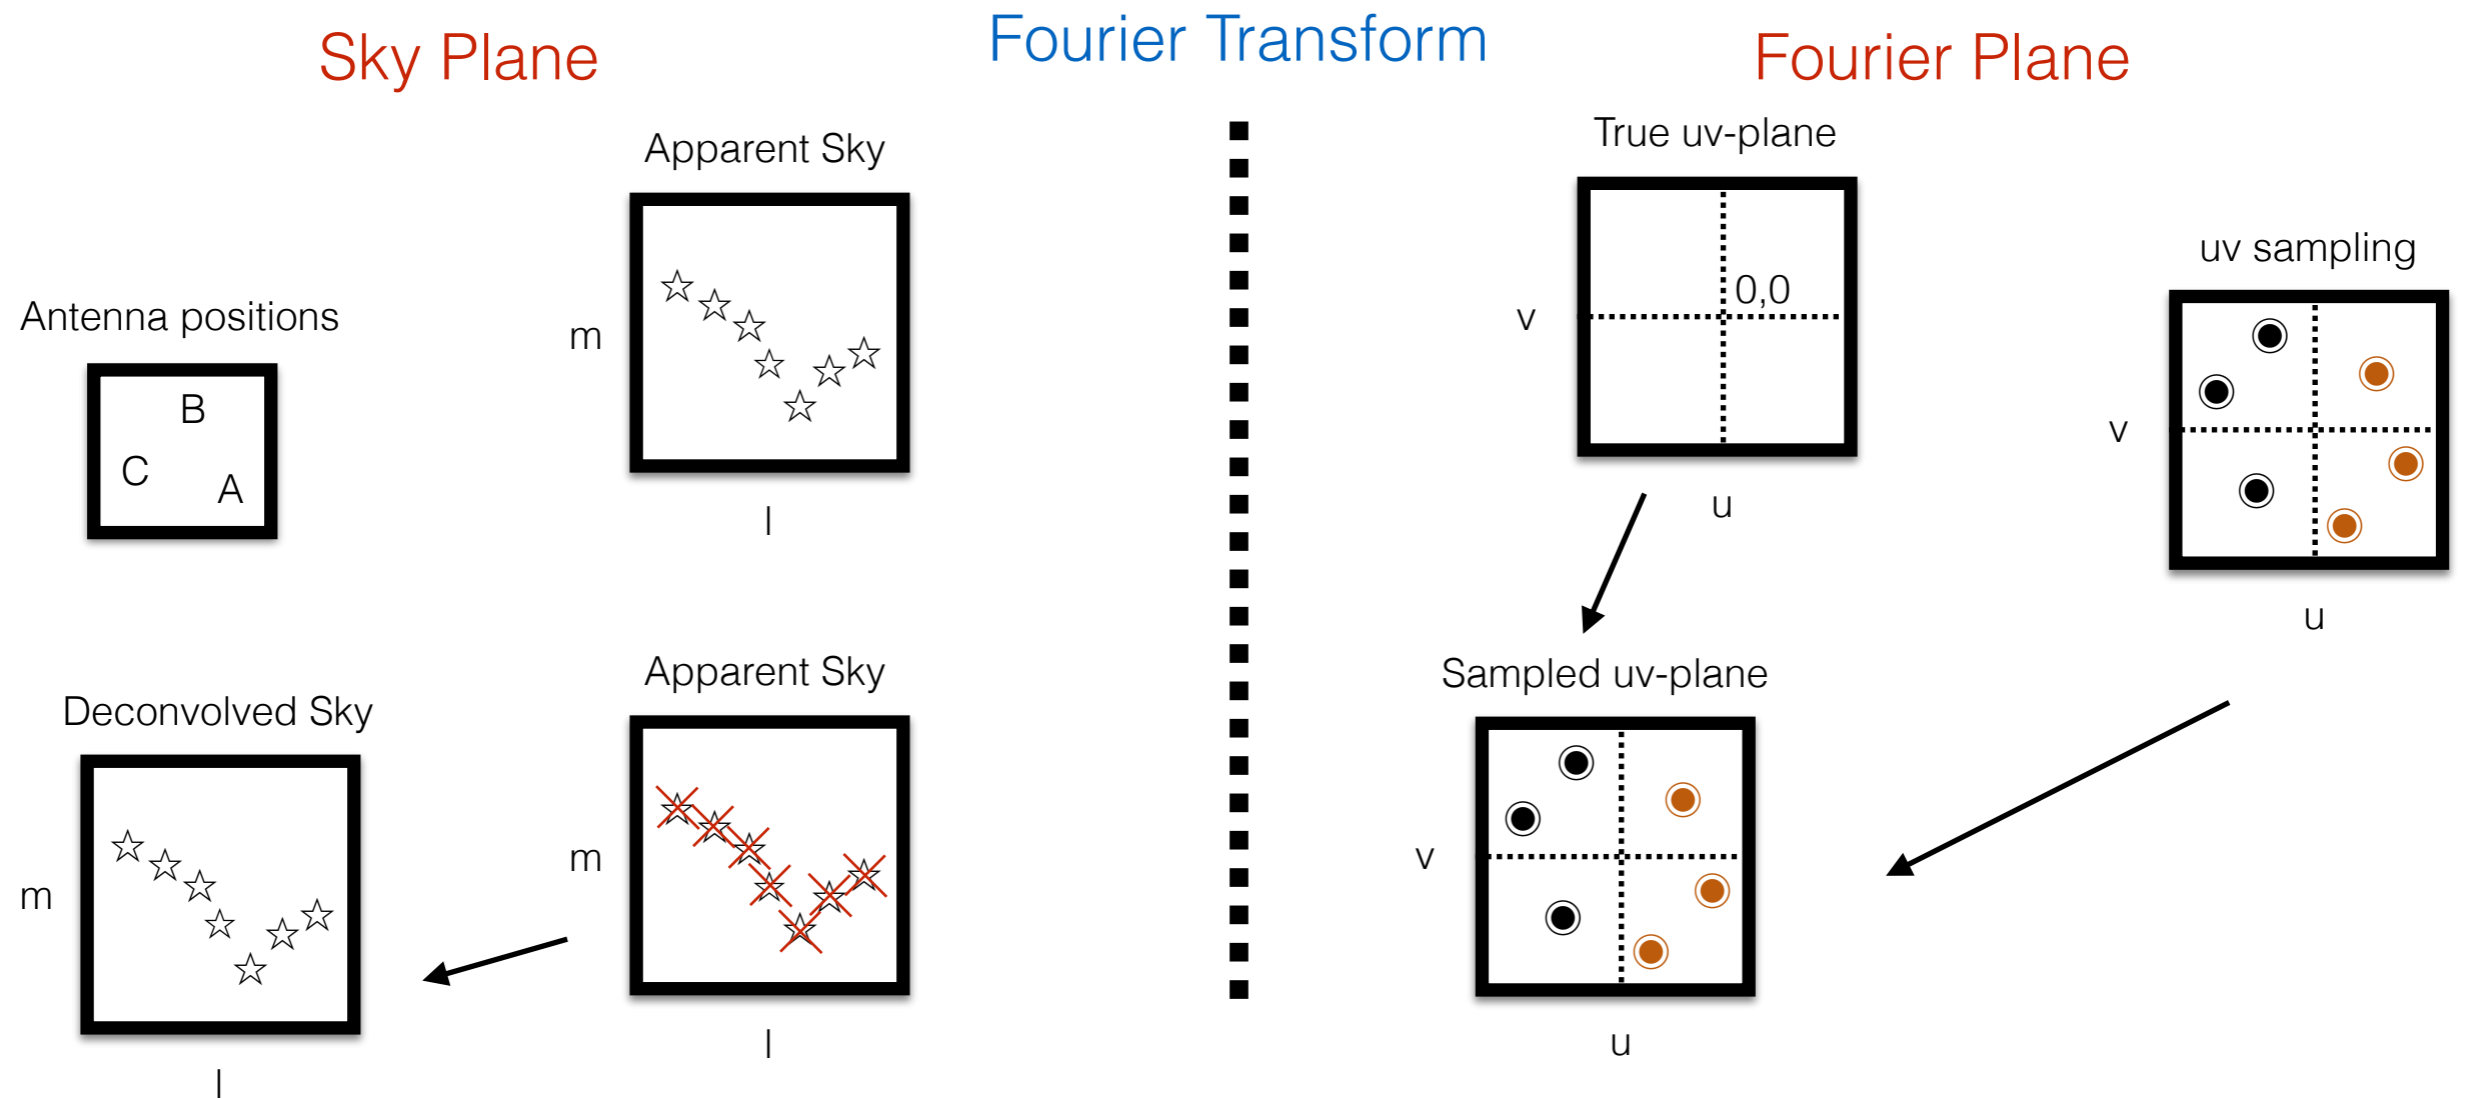 Sky Plane
Fourier Transform
Fourier Plane
Apparent Sky
True uv-plane
uv sampling
Antenna positions
B
C
A
m
l
0,0
v
u
v
u
Deconvolved Sky
m
l
Apparent Sky
m
l
Sampled uv-plane
v
u